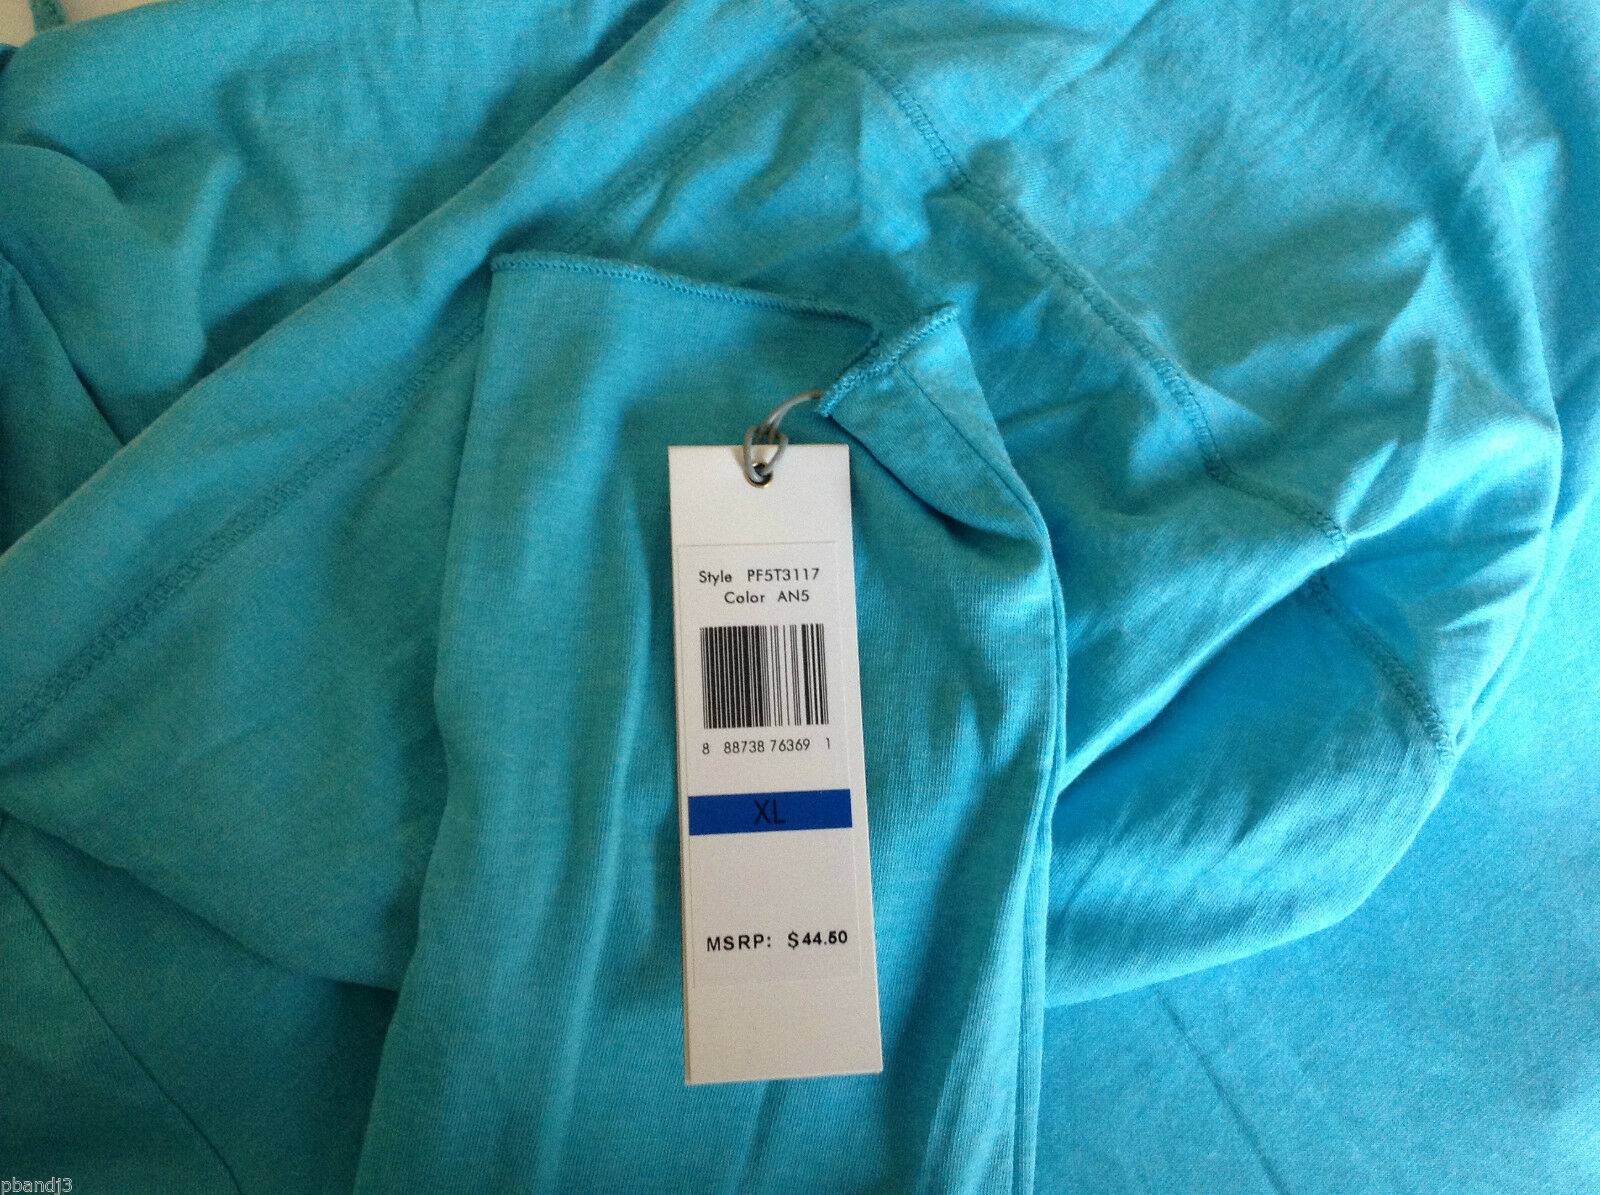 Style PF5T3117
Color AN5
8 88738 76369 1
XL
MSRP: $44.50
pbandj3